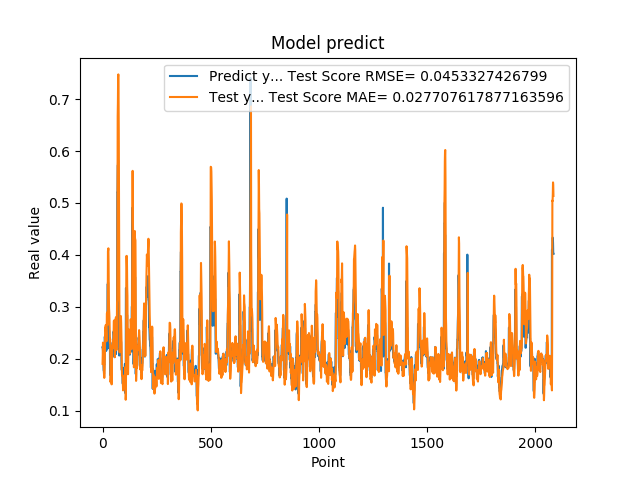 Model predict
Predict y... Test Score RMSE= 0.0453327426799
Test y... Test Score MAE= 0.027707617877163596
Real value
0.7
0.6
0.5
0.4
0.3
0.2
0.1
0 500 1000 1500 2000
Point